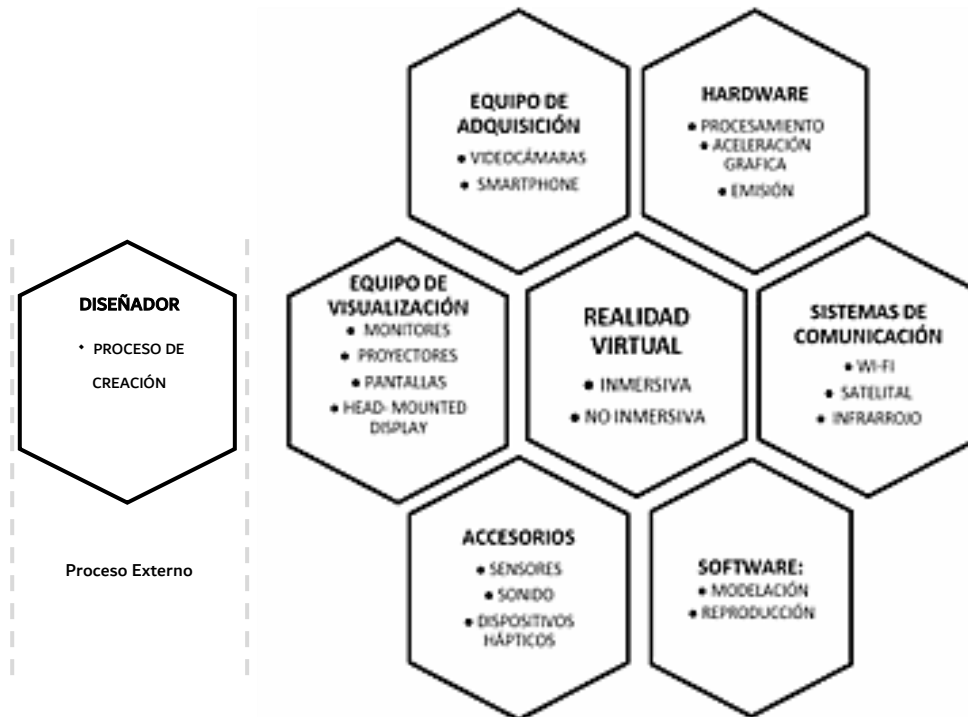 EQUIPO DE
ADQUISICIÓN
• VIDEOCÁMARAS
• SMARTPHONE
HARDWARE
• PROCESAMIENTO
• ACELERACIÓN
GRAFICA
• EMISIÓN
DISEÑADOR
• PROCESO DE
CREACIÓN
Proceso Externo
EQUIPO DE
VISUALIZACIÓN
• MONITORES
• PROYECTORES
• PANTALLAS
• HEAD- MOUNTED
DISPLAY
REALIDAD
VIRTUAL
• INMERSIVA
• NO INMERSIVA
SISTEMAS DE
COMUNICACIÓN
• WI-FI
• SATELITAL
• INFRARROJO
ACCESORIOS
• SENSORES
• SONIDO
• DISPOSITIVOS
HÁPTICOS
SOFTWARE:
• MODELACIÓN
• REPRODUCCIÓN